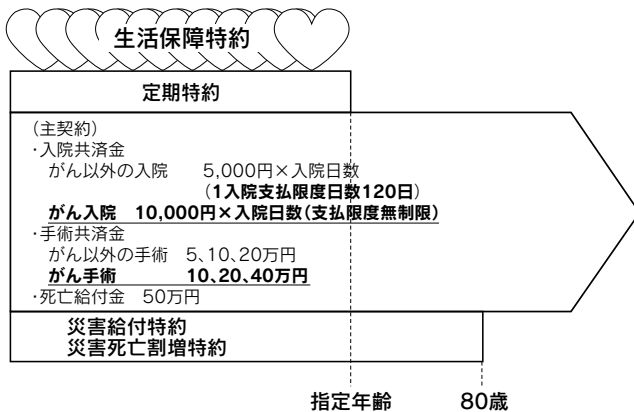 生活保障特約
定期特約
(主契約)
・入院共済金
がん以外の入院 5,000円×入院日数
(1入院支払限度日数120日)
がん入院 10,000円×入院日数(支払限度無制限)
・手術共済金
がん以外の手術 5、10、20万円
がん手術 10、20、40万円
・死亡給付金 50万円
災害給付特約
災害死亡割増特約
指定年齢 80歳